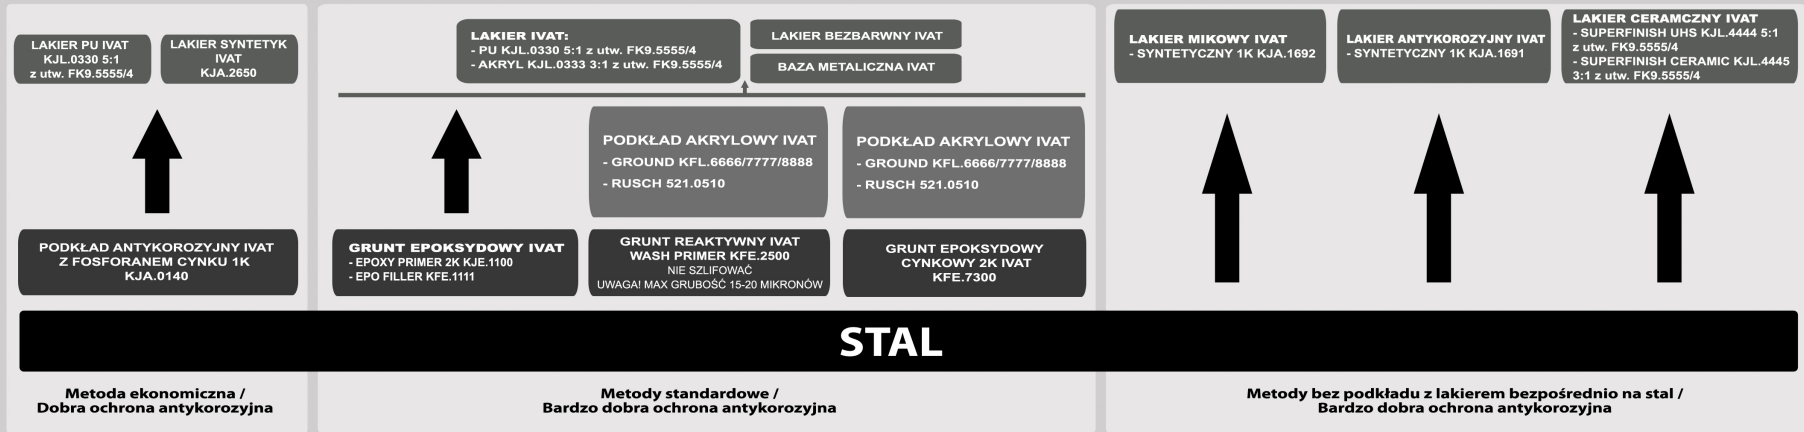 LAKIER PU IVAT
KJL.0330 5:1
z utw. FK9.5555/4
LAKIER SYNTETYK
IVAT
KJA.2650
PODKŁAD ANTYKOROZYJNY IVAT
Z FOSFORANEM CYNKU 1K
KJA.0140
LAKIER IVAT:
- PU KJL.0330 5:1 z utw. FK9.5555/4
- AKRYL KJL.0333 3:1 z utw. FK9.5555/4
LAKIER BEZBARWNY IVAT
BAZA METALICZNA IVAT
PODKŁAD AKRYLOWY IVAT
- GROUND KFL.6666/7777/8888
- RUSCH 521.0510
PODKŁAD AKRYLOWY IVAT
- GROUND KFL.6666/7777/8888
- RUSCH 521.0510
GRUNT EPOKSYDOWY IVAT
- EPOXY PRIMER 2K KJE.1100
- EPO FILLER KFE.1111
GRUNT REAKTYWNY IVAT
WASH PRIMER KFE.2500
NIE SZLIFOWAĆ
UWAGA! MAX GRUBOŚĆ 15-20 MIKRONÓW
GRUNT EPOKSYDOWY
CYNKOWY 2K IVAT
KFE.7300
LAKIER MIKOWY IVAT
- SYNTETYCZNY 1K KJA.1692
LAKIER ANTYKOROZYJNY IVAT
- SYNTETYCZNY 1K KJA.1691
LAKIER CERAMCZNY IVAT
- SUPERFINISH UHS KJL.4444 5:1
z utw. FK9.5555/4
- SUPERFINISH CERAMIC KJL.4445
3:1 z utw. FK9.5555/4
STAL
Metoda ekonomiczna /
Dobra ochrona antykorozyjna
Metody standardowe /
Bardzo dobra ochrona antykorozyjna
Metody bez podkładu z lakierem bezpośrednio na stal /
Bardzo dobra ochrona antykorozyjna